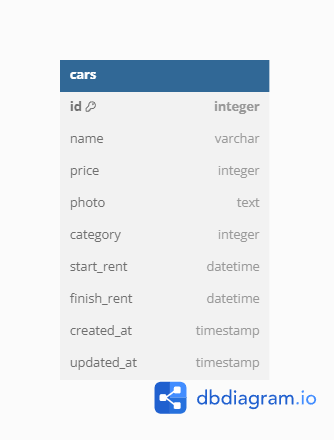 cars
id integer
name varchar
price integer
photo text
category integer
start_rent datetime
finish_rent datetime
created_at timestamp
updated_at timestamp
dbdiagram.io